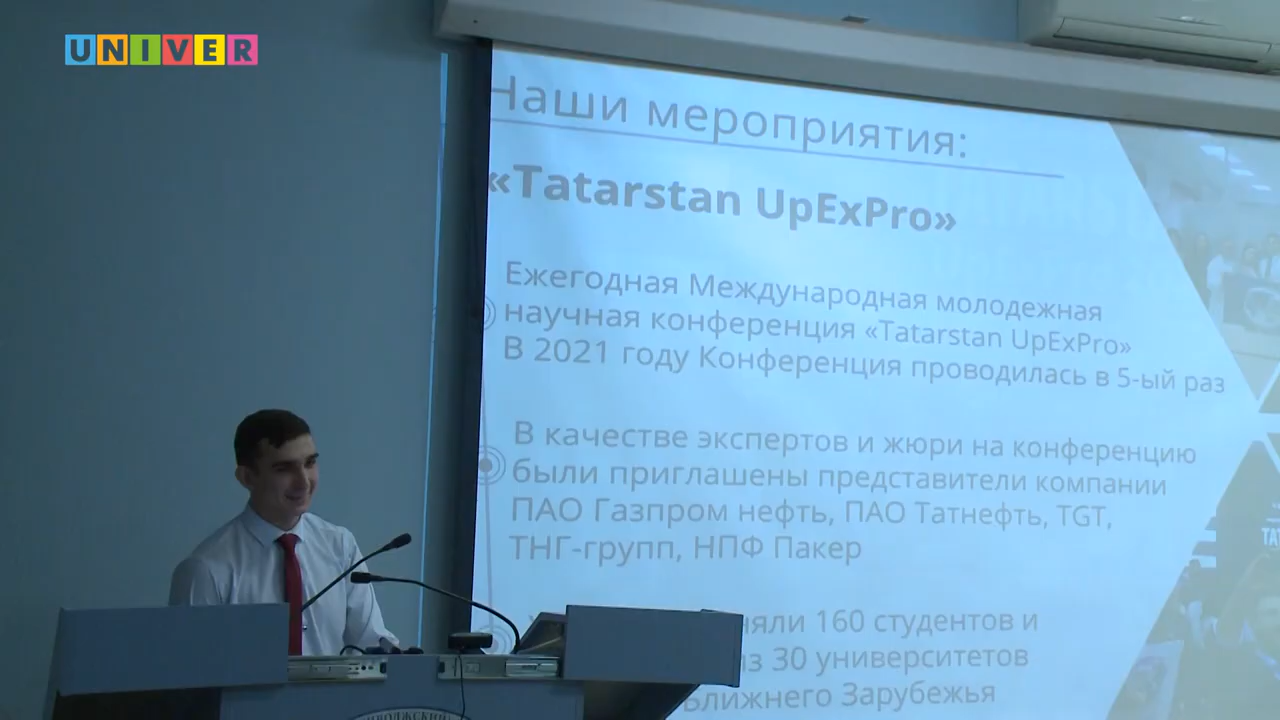 UNIVER
Наши мероприятия:
«Tatarstan UpExPro»
Ежегодная Международная молодежная
научная конференция «Tatarstan UpExPro»
В 2021 году Конференция проводилась в 5-ый раз
В качестве экспертов и жюри на конференцию
были приглашены представители компании
ПАО Газпром нефть, ПАО Татнефть, TGT,
ТНГ-групп, НПФ Пакер
160 студентов и
из 30 университетов
Ближнего Зарубежья